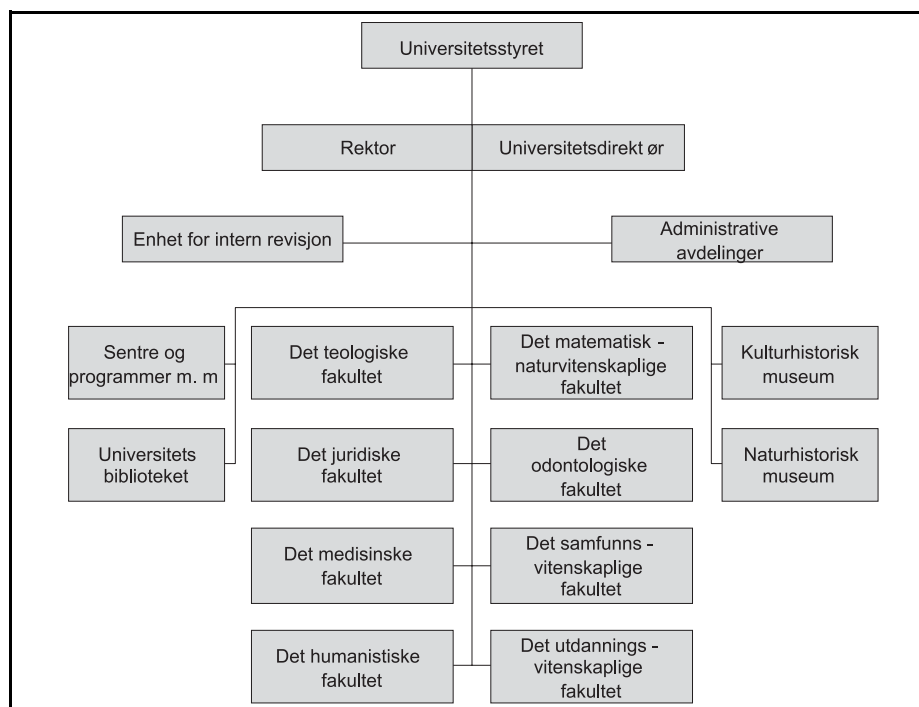 Universitetsstyret
Rektor
Universitetsdirekt ør
Enhet for intern revisjon
Administrative
avdelinger
Sentre og
programmer m. m
Det teologiske
fakultet
Det matematisk -
naturvitenskaplige
fakultet
Kulturhistorisk
museum
Universitets
biblioteket
Det juridiske
fakultet
Det
odontologiske
fakultet
Naturhistorisk
museum
Det medisinske
fakultet
Det samfunns -
vitenskaplige
fakultet
Det humanistiske
fakultet
Det utdannings -
vitenskaplige
fakultet